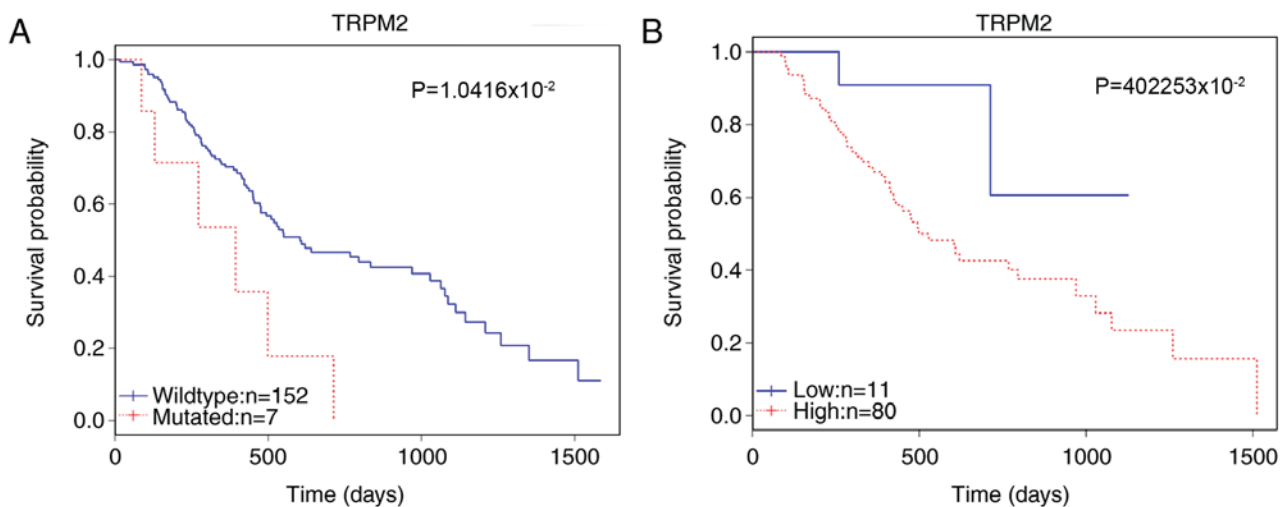 A
TRPM2
P=1.0416x10-2
Survival probability
1.0
0.8
0.6
0.4
0.2
0.0
Wildtype:n=152
Mutated:n=7
0 500 1000 1500
Time (days)
B
TRPM2
P=402253x10-2
Survival probability
1.0
0.8
0.6
0.4
0.2
0.0
Low:n=11
High:n=80
0 500 1000 1500
Time (days)